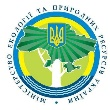 МІНІСТЕРСТВО ЕКОЛОГІЇ ТА ПРИРОДНИХ РЕСУРСІВ УКРАЇНИ